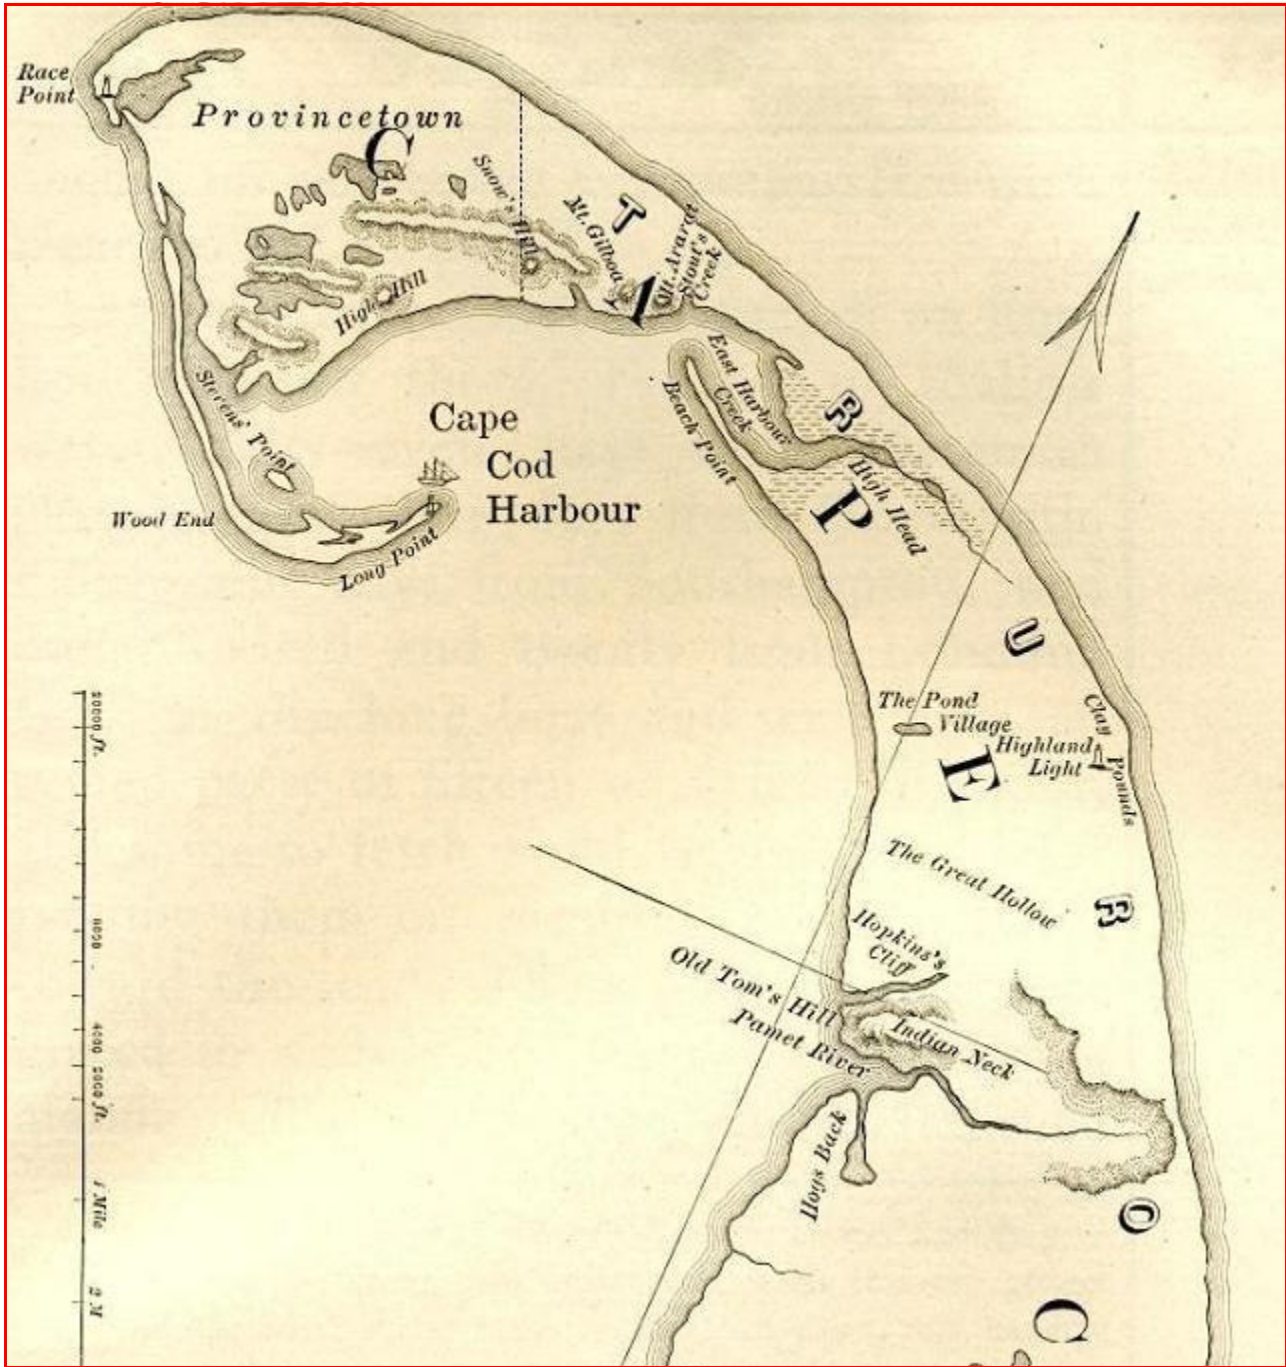 Race
Point
Provincetown
C
Snow's Hill
Mt. Gilboa
T
Mt. Ararat
Stout's
Creek
High Hill
East Harbour
Creek
Beach Point
R
P
High Head
Stevens' Point
Cape
Cod
Harbour
Wood End
Long Point
U
The Pond
Village
Clay
Pounds
Highland
Light
E
The Great Hollow
R
Hopkins's
Cliff
Old Tom's Hill
Pamet River
Indian Neck
Hogs Back
O
C
4000
2000 ft.
1 Mile
2 M